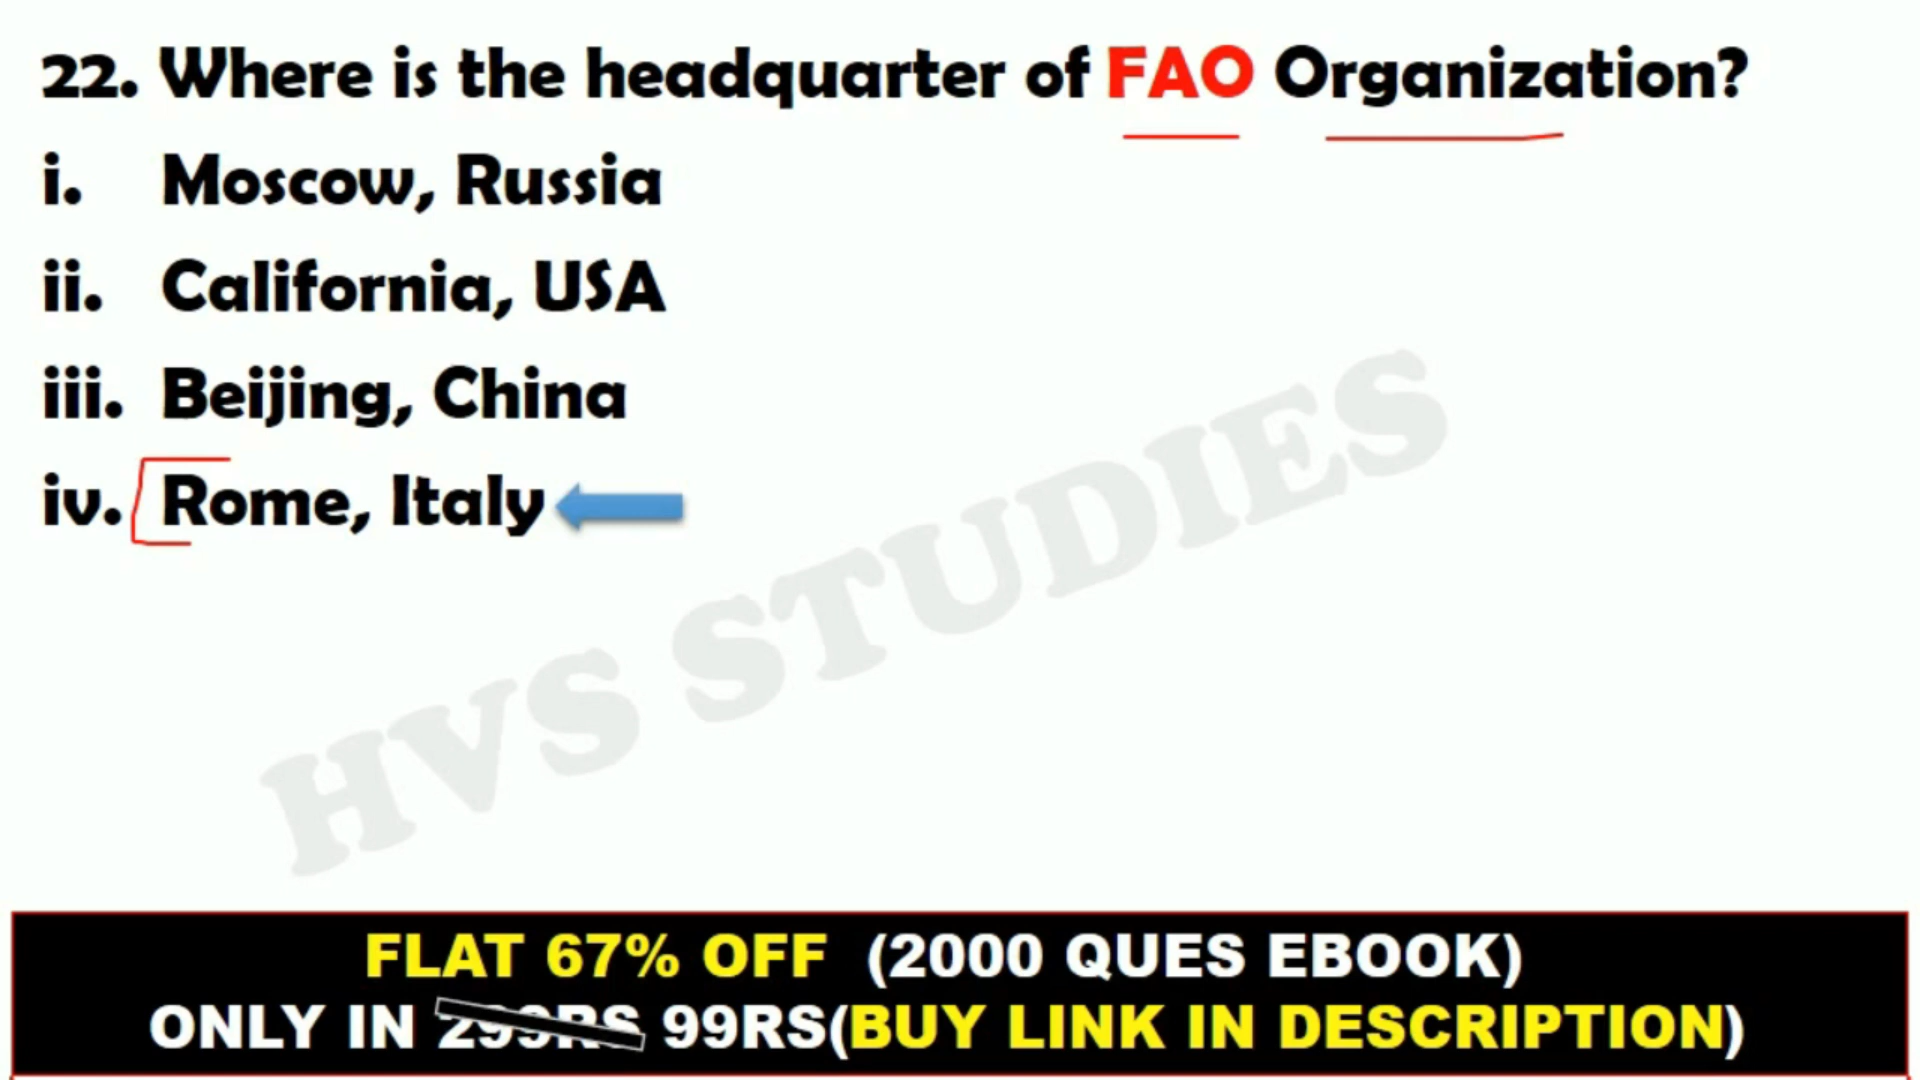 22. Where is the headquarter of FAO Organization?
i. Moscow, Russia
ii. California, USA
iii. Beijing, China
iv. Rome, Italy
HVS STUDIES
FLAT 67% OFF (2000 QUES EBOOK)
ONLY IN 299RS 99RS(BUY LINK IN DESCRIPTION)